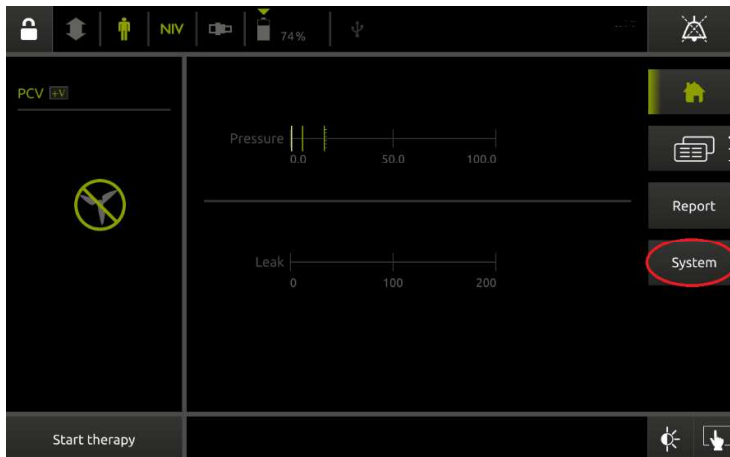 NIV
74%
PCV +V
Pressure
0.0 50.0 100.0
Report
System
Leak
0 100 200
Start therapy